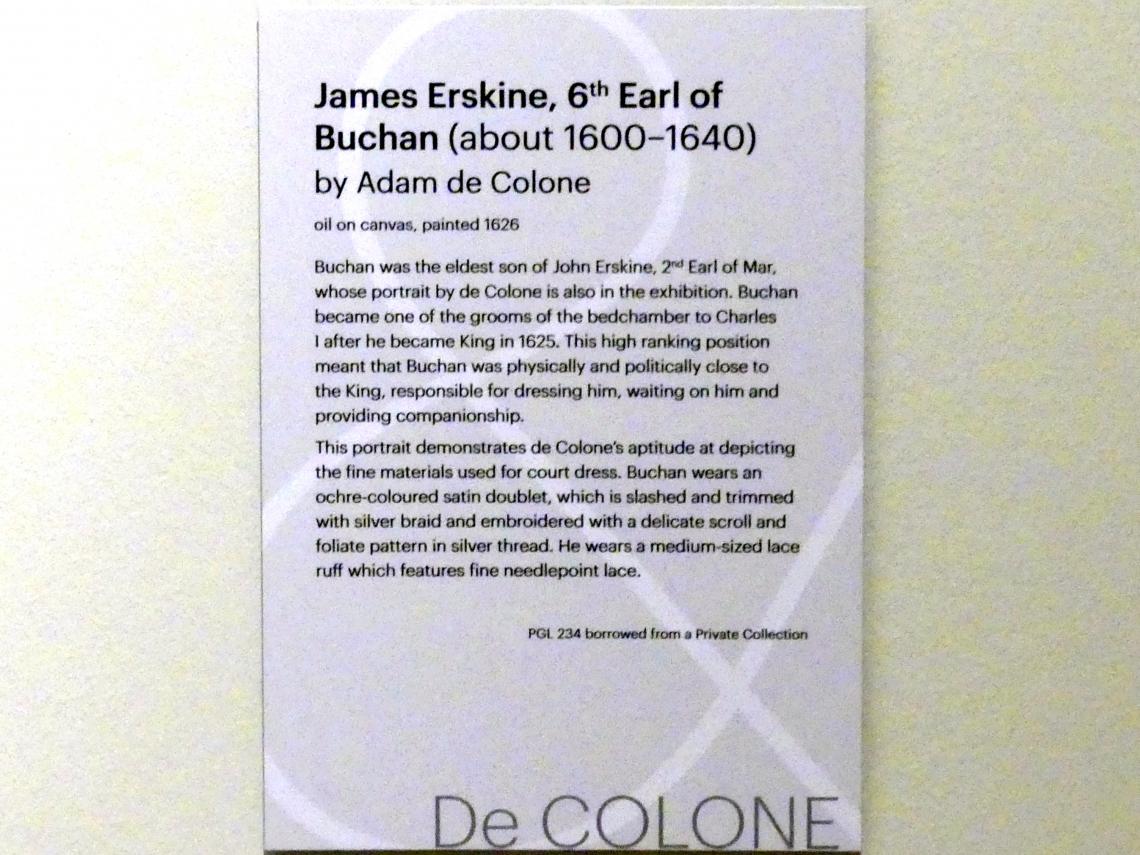 James Erskine, 6th Earl of
Buchan (about 1600–1640)
by Adam de Colone
oil on canvas, painted 1626
Buchan was the eldest son of John Erskine, 2nd Earl of Mar,
whose portrait by de Colone is also in the exhibition. Buchan
became one of the grooms of the bedchamber to Charles
I after he became King in 1625. This high ranking position
meant that Buchan was physically and politically close to
the King, responsible for dressing him, waiting on him and
providing companionship.
This portrait demonstrates de Colone's aptitude at depicting
the fine materials used for court dress. Buchan wears an
ochre-coloured satin doublet, which is slashed and trimmed
with silver braid and embroidered with a delicate scroll and
foliate pattern in silver thread. He wears a medium-sized lace
ruff which features fine needlepoint lace.
PGL 234 borrowed from a Private Collection
De COLONE